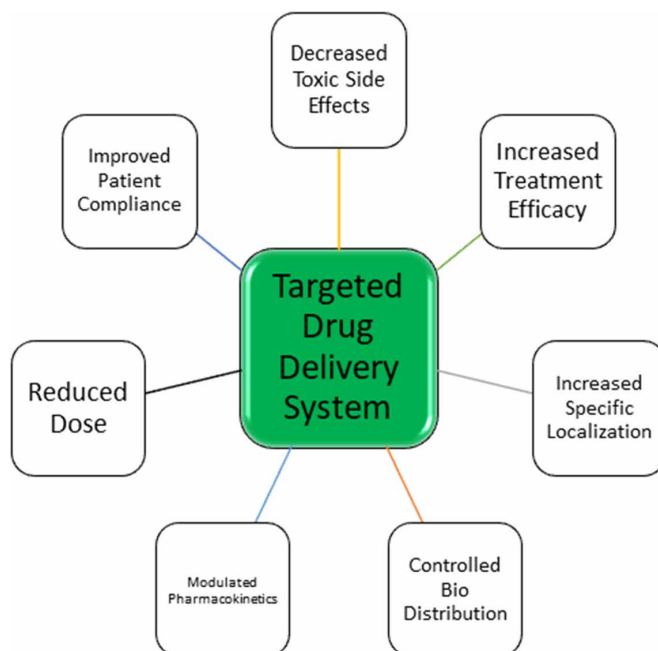 Decreased
Toxic Side
Effects
Increased
Treatment
Efficacy
Increased
Specific
Localization
Controlled
Bio
Distribution
Modulated
Pharmacokinetics
Reduced
Dose
Improved
Patient
Compliance
Targeted
Drug
Delivery
System